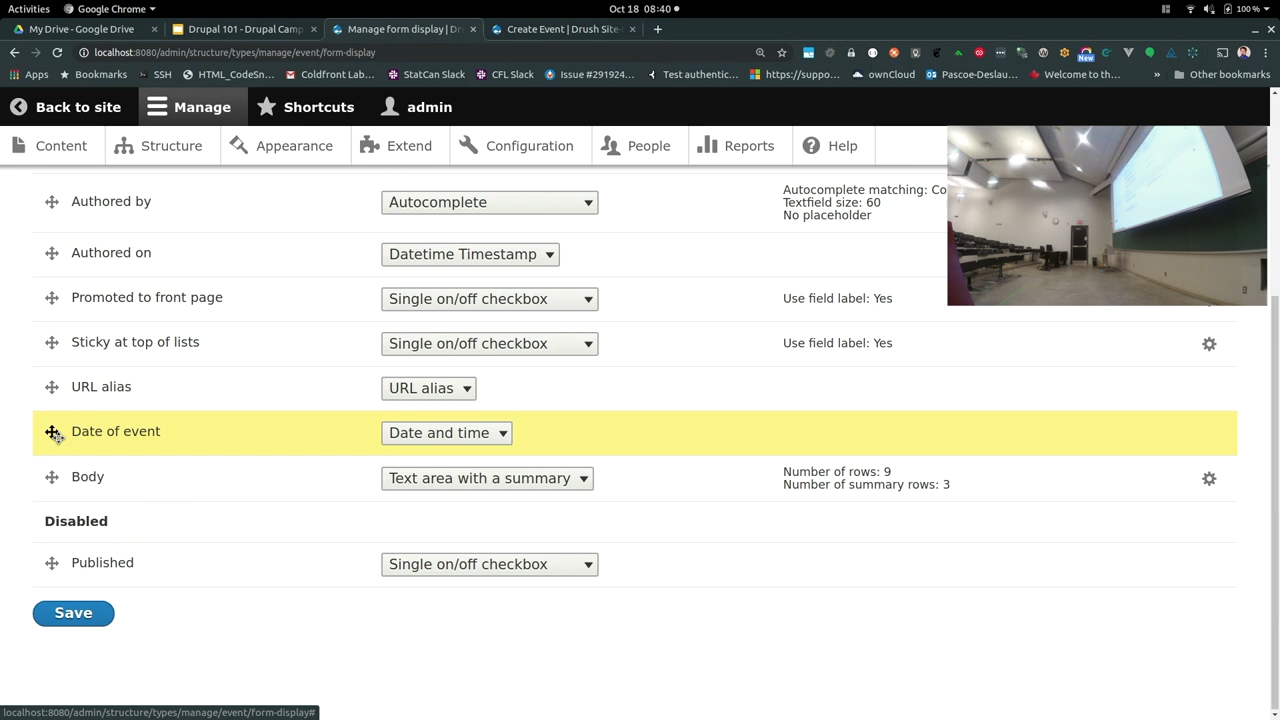 Activities Google Chrome Oct 18 08:40 100 %
My Drive - Google Drive Drupal 101 - Drupal Camp Manage form display | Dr Create Event | Drush Site-
localhost:8080/admin/structure/types/manage/event/form-display
Apps Bookmarks SSH HTML_CodeSn... Coldfront Lab... StatCan Slack CFL Slack Issue #291924... Test authentic... https://suppo... ownCloud Pascoe-Deslau... Welcome to th... » Other bookmarks
New
Back to site Manage Shortcuts admin
Content Structure Appearance Extend Configuration People Reports Help
Authored by Autocomplete Autocomplete matching: Co
Textfield size: 60
No placeholder
Authored on Datetime Timestamp
Promoted to front page Single on/off checkbox Use field label: Yes
Sticky at top of lists Single on/off checkbox Use field label: Yes
URL alias URL alias
Date of event Date and time
Body Text area with a summary Number of rows: 9
Number of summary rows: 3
Disabled
Published Single on/off checkbox
Save
localhost:8080/admin/structure/types/manage/event/form-display#